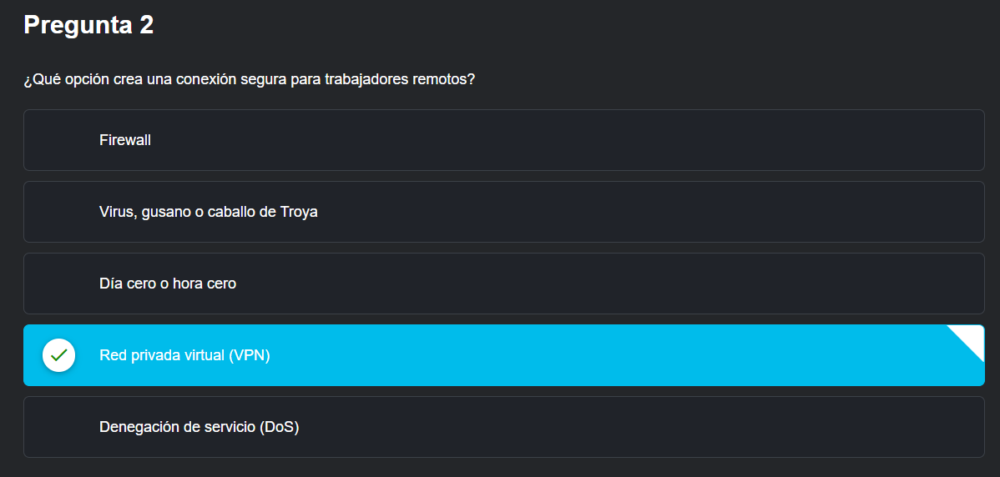 Pregunta 2
¿Qué opción crea una conexión segura para trabajadores remotos?
Firewall
Virus, gusano o caballo de Troya
Día cero o hora cero
Red privada virtual (VPN)
Denegación de servicio (DoS)